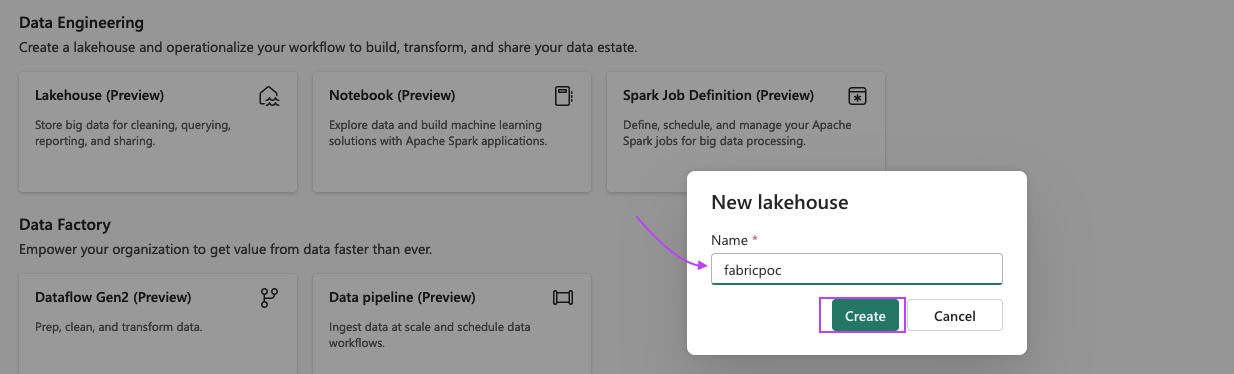 Data Engineering
Create a lakehouse and operationalize your workflow to build, transform, and share your data estate.
Lakehouse (Preview)
Store big data for cleaning, querying,
reporting, and sharing.
Notebook (Preview)
Explore data and build machine learning
solutions with Apache Spark applications.
Spark Job Definition (Preview)
Define, schedule, and manage your Apache
Spark jobs for big data processing.
Data Factory
Empower your organization to get value from data faster than ever.
Dataflow Gen2 (Preview)
Prep, clean, and transform data.
Data pipeline (Preview)
Ingest data at scale and schedule data
workflows.
New lakehouse
Name *
fabricpoc
Create
Cancel